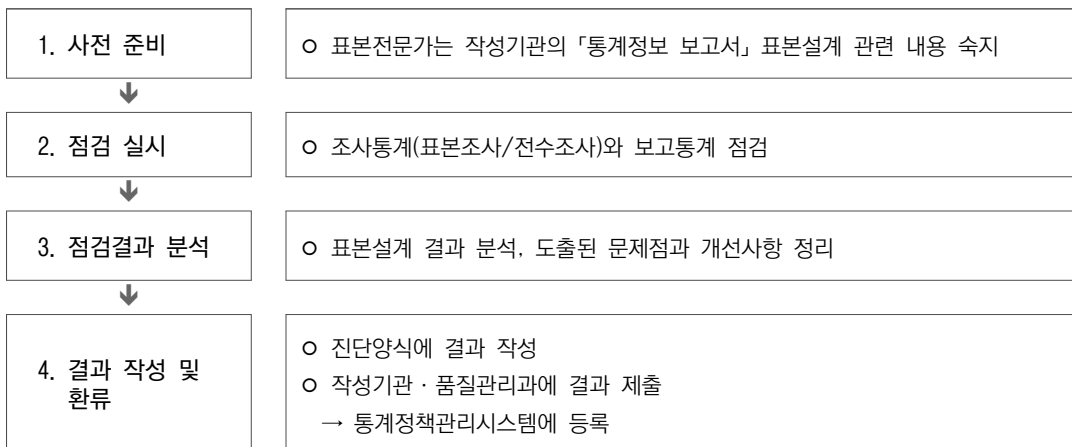 1. 사전 준비
○ 표본전문가는 작성기관의 「통계정보 보고서」 표본설계 관련 내용 숙지
2. 점검 실시
○ 조사통계(표본조사/전수조사)와 보고통계 점검
3. 점검결과 분석
○ 표본설계 결과 분석, 도출된 문제점과 개선사항 정리
4. 결과 작성 및
환류
○ 진단양식에 결과 작성
○ 작성기관 · 품질관리과에 결과 제출
→ 통계정책관리시스템에 등록